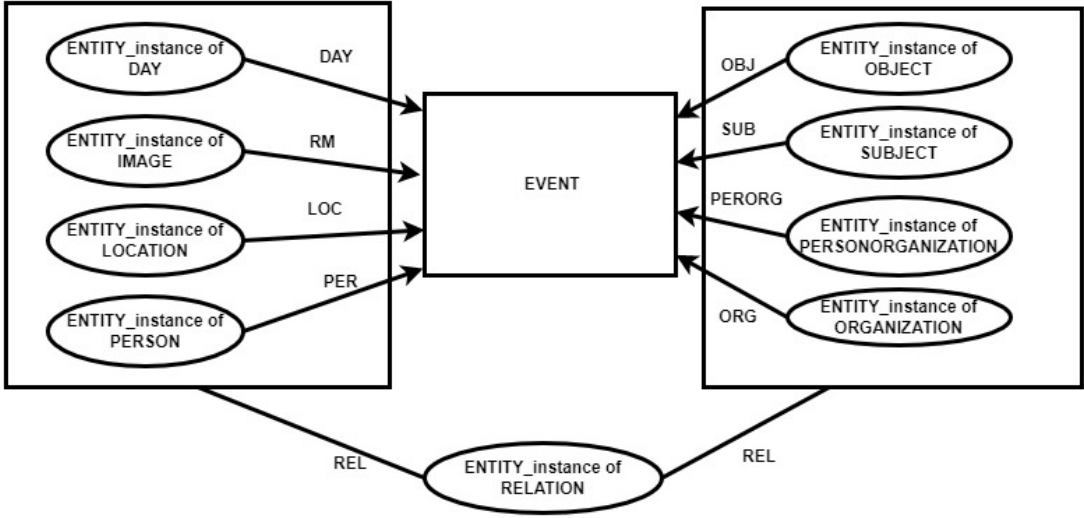 ENTITY_instance of
DAY
DAY
ENTITY_instance of
IMAGE
RM
ENTITY_instance of
LOCATION
LOC
ENTITY_instance of
PERSON
PER
EVENT
OBJ
ENTITY_instance of
OBJECT
SUB
ENTITY_instance of
SUBJECT
PERORG
ENTITY_instance of
PERSONORGANIZATION
ORG
ENTITY_instance of
ORGANIZATION
REL
ENTITY_instance of
RELATION
REL